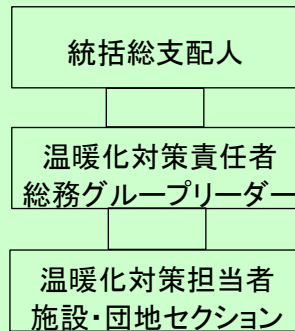 統括総支配人
温暖化対策責任者
総務グループリーダー
温暖化対策担当者
施設・団地セクション